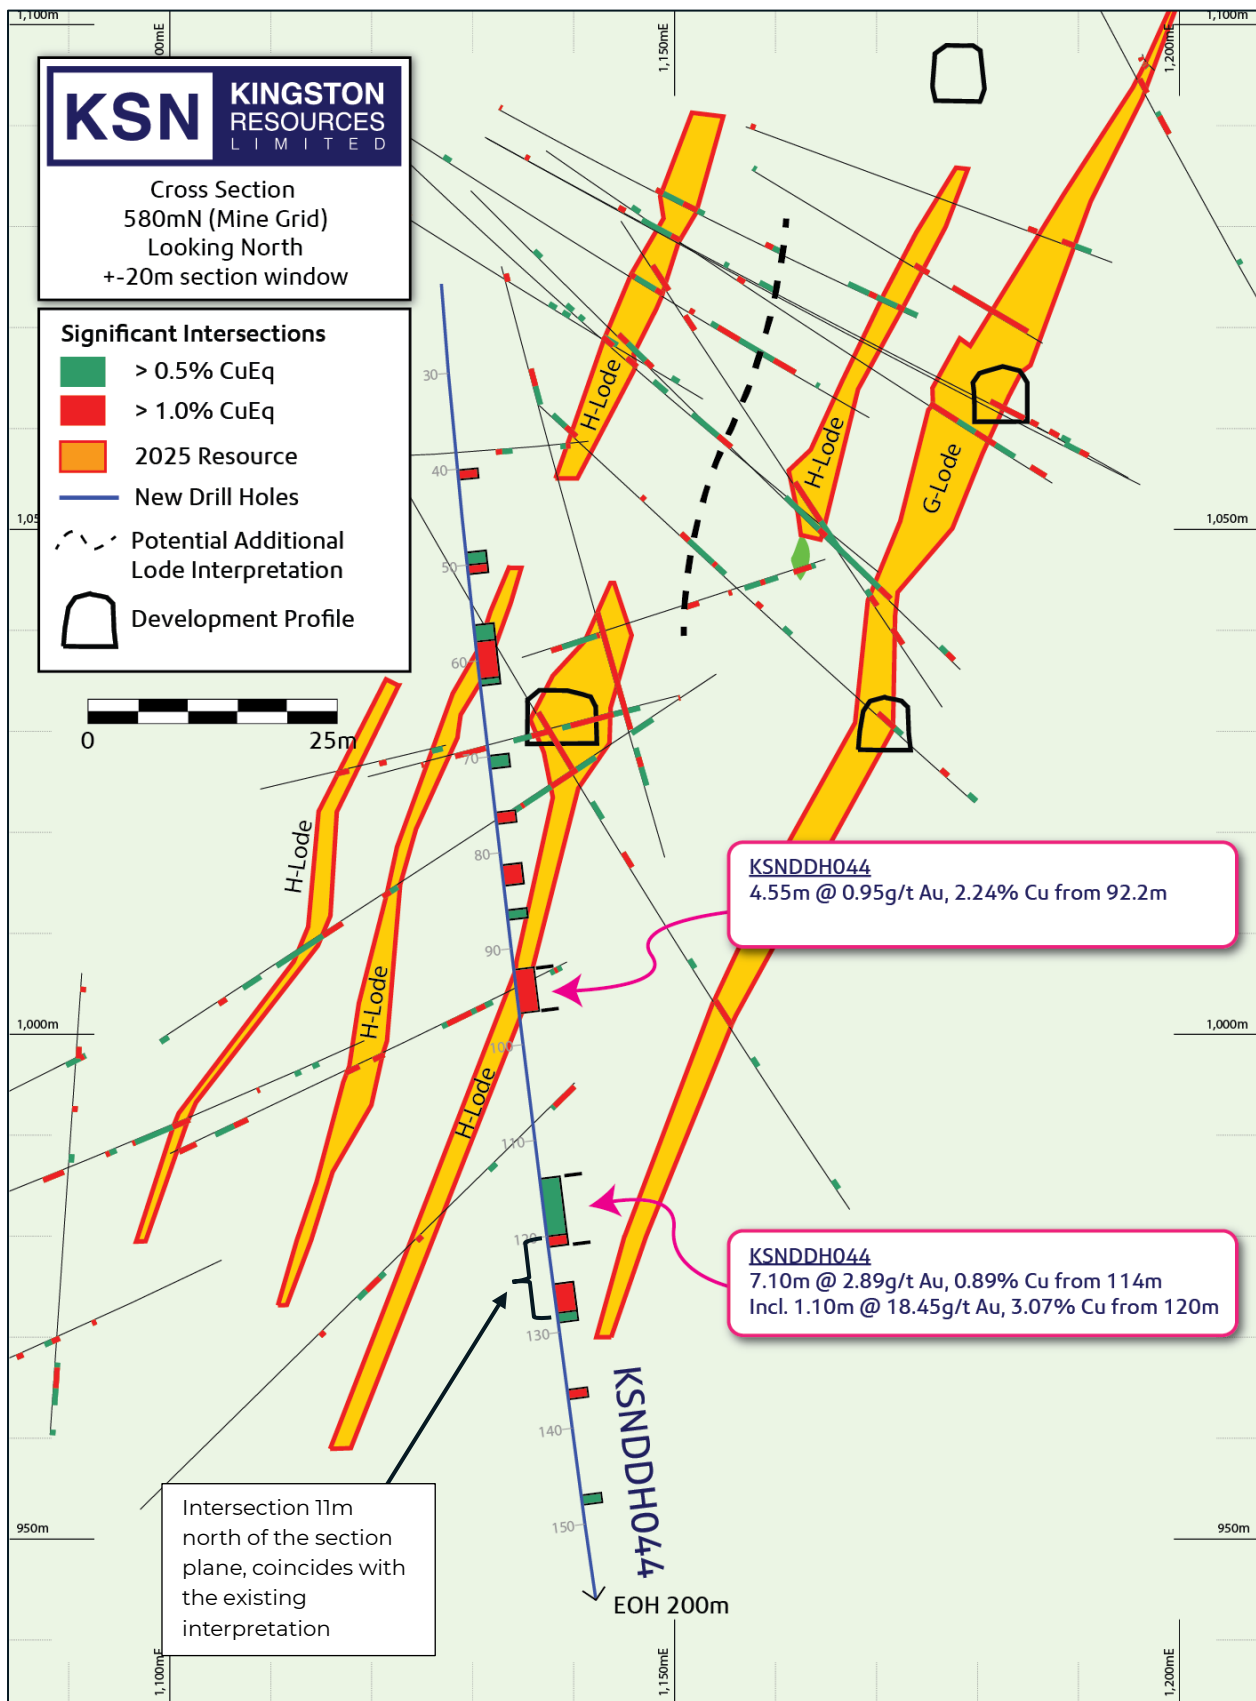 1,100m
00mE
1,150mE
1,200mE
1,100m
KSN
KINGSTON
RESOURCES
LIMITED
Cross Section
580mN (Mine Grid)
Looking North
+-20m section window
Significant Intersections
> 0.5% CuEq
> 1.0% CuEq
2025 Resource
New Drill Holes
Potential Additional
Lode Interpretation
Development Profile
0
25m
30
40
50
60
70
80
90
100
110
120
130
140
150
H-Lode
H-Lode
G-Lode
H-Lode
H-Lode
H-Lode
1,05
1,050m
KSNDDH044
4.55m @ 0.95g/t Au, 2.24% Cu from 92.2m
1,000m
1,000m
KSNDDH044
7.10m @ 2.89g/t Au, 0.89% Cu from 114m
Incl. 1.10m @ 18.45g/t Au, 3.07% Cu from 120m
KSNDDH044
Intersection 11m
north of the section
plane, coincides with
the existing
interpretation
950m
950m
EOH 200m
1,100mE
1,150mE
1,200mE